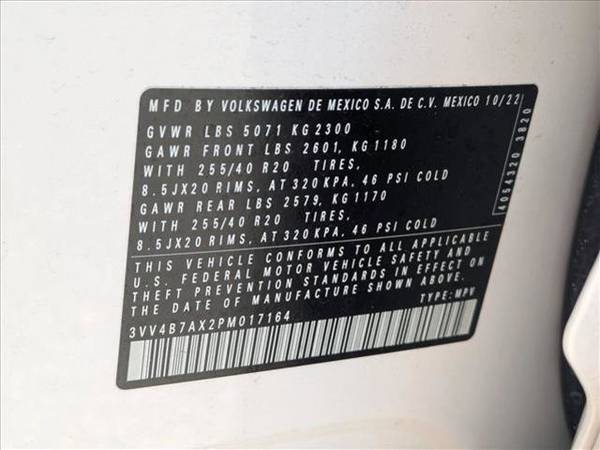 MFD BY VOLKSWAGEN DE MEXICO S.A. DE C.V. MEXICO 10/22
GVWR LBS 5071 KG 2300
GAWR FRONT LBS 2601, KG 1180
WITH 255/40 R20 TIRES,
8.5JX20 RIMS, AT 320 KPA, 46 PSI COLD
GAWR REAR LBS 2579, KG 1170
WITH 255/40 R20 TIRES,
8.5JX20 RIMS, AT 320 KPA, 46 PSI COLD
THIS VEHICLE CONFORMS TO ALL APPLICABLE
U.S. FEDERAL MOTOR VEHICLE SAFETY AND
THEFT PREVENTION STANDARDS IN EFFECT ON
THE DATE OF MANUFACTURE SHOWN ABOVE.
3VV4B7AX2PM017164 TYPE: MPV
4054320 3B20